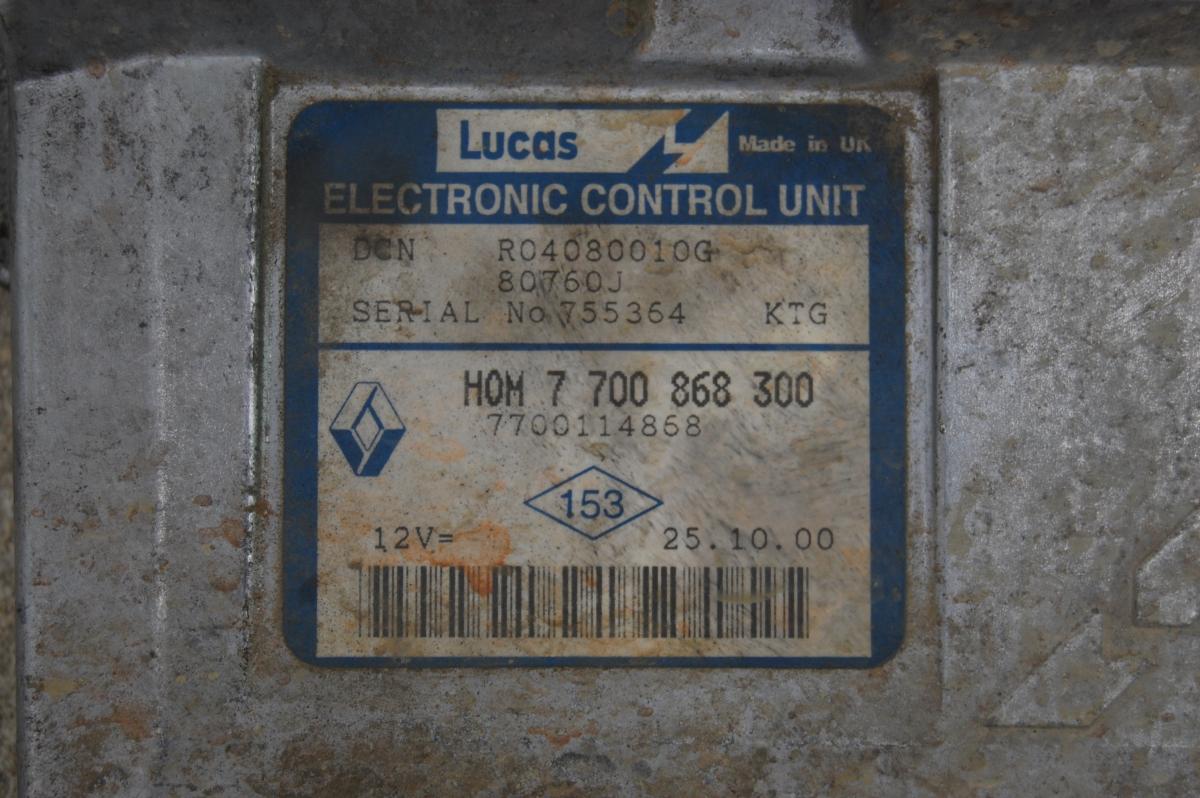 Lucas
Made in UK
ELECTRONIC CONTROL UNIT
DCN R04080010G
80760J
SERIAL No 755364 KTG
HOM 7 700 868 300
7700114868
153
12V= 25.10.00